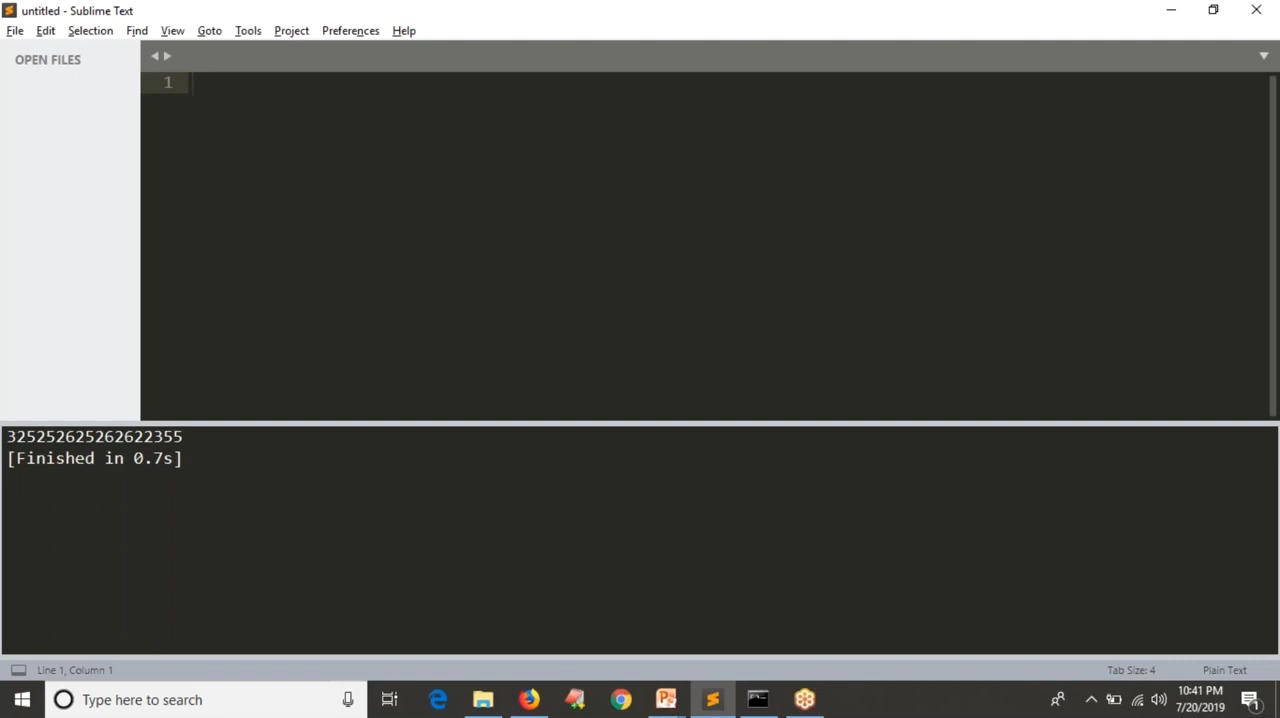 untitled - Sublime Text
File Edit Selection Find View Goto Tools Project Preferences Help
OPEN FILES
1
325252625262622355
[Finished in 0.7s]
Line 1, Column 1
Tab Size: 4
Plain Text
Type here to search
10:41 PM
7/20/2019
1